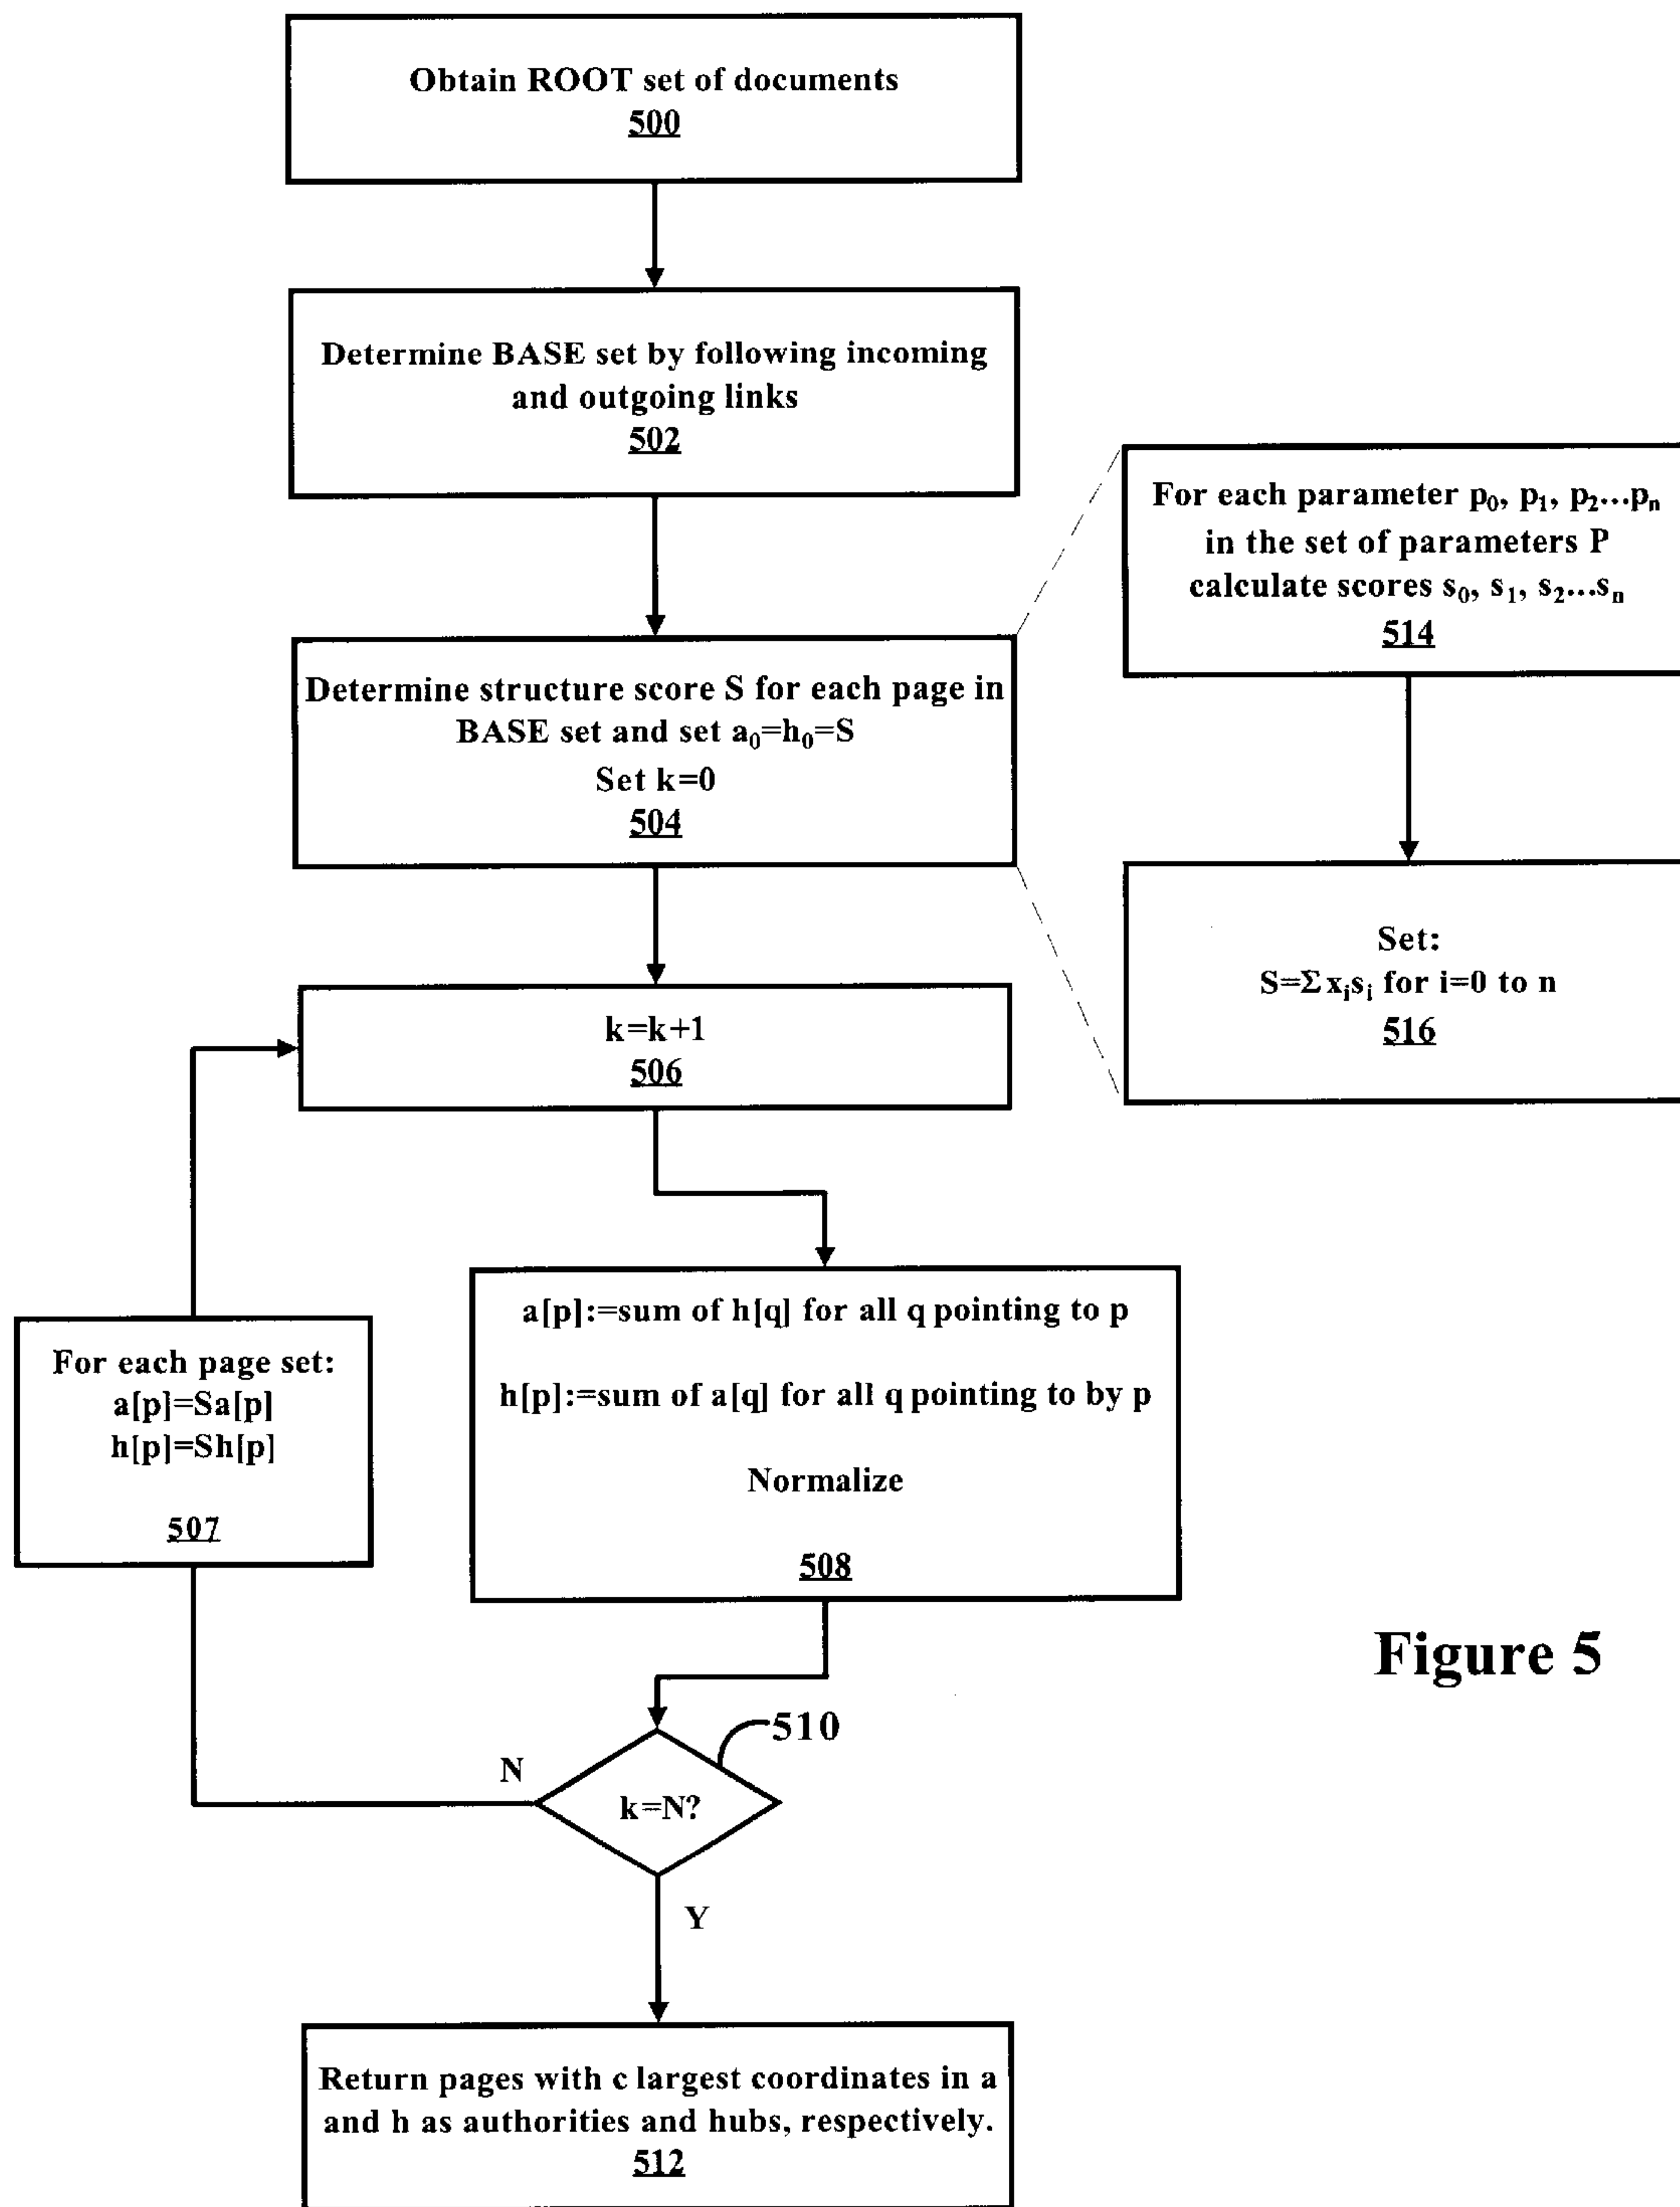 Obtain ROOT set of documents
500
Determine BASE set by following incoming
and outgoing links
502
For each parameter p₀, p₁, p₂...pₙ
in the set of parameters P
calculate scores s₀, s₁, s₂...sₙ
514
Determine structure score S for each page in
BASE set and set a₀=h₀=S
Set k=0
504
Set:
S=Σxᵢsᵢ for i=0 to n
516
k=k+1
506
a[p]:=sum of h[q] for all q pointing to p
h[p]:=sum of a[q] for all q pointing to by p
Normalize
508
For each page set:
a[p]=Sa[p]
h[p]=Sh[p]
507
Figure 5
510
N
k=N?
Y
Return pages with c largest coordinates in a
and h as authorities and hubs, respectively.
512